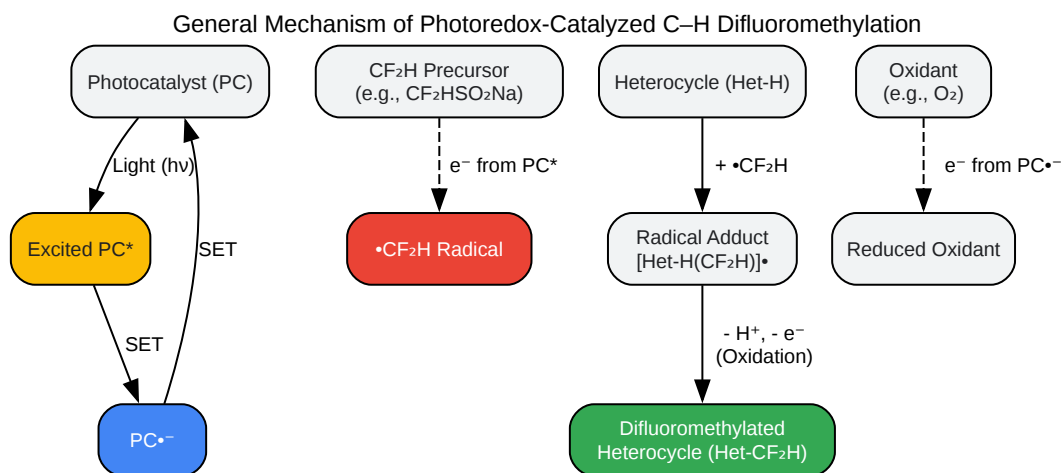 General Mechanism of Photoredox-Catalyzed C–H Difluoromethylation
Photocatalyst (PC)
CF₂H Precursor
(e.g., CF₂HSO₂Na)
Heterocycle (Het-H)
Oxidant
(e.g., O₂)
Light (hν)
e⁻ from PC*
+ •CF₂H
e⁻ from PC•⁻
Excited PC*
SET
•CF₂H Radical
Radical Adduct
[Het-H(CF₂H)]•
Reduced Oxidant
SET
- H⁺, - e⁻
(Oxidation)
PC•⁻
Difluoromethylated
Heterocycle (Het-CF₂H)